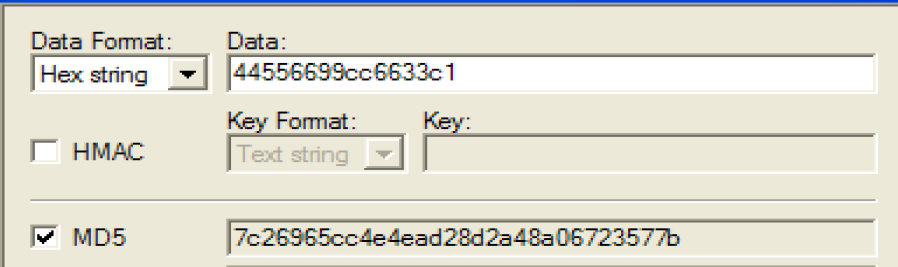 Data Format: Data:
Hex string 44556699cc6633c1
Key Format: Key:
HMAC Text string
MD5 7c26965cc4e4ead28d2a48a06723577b